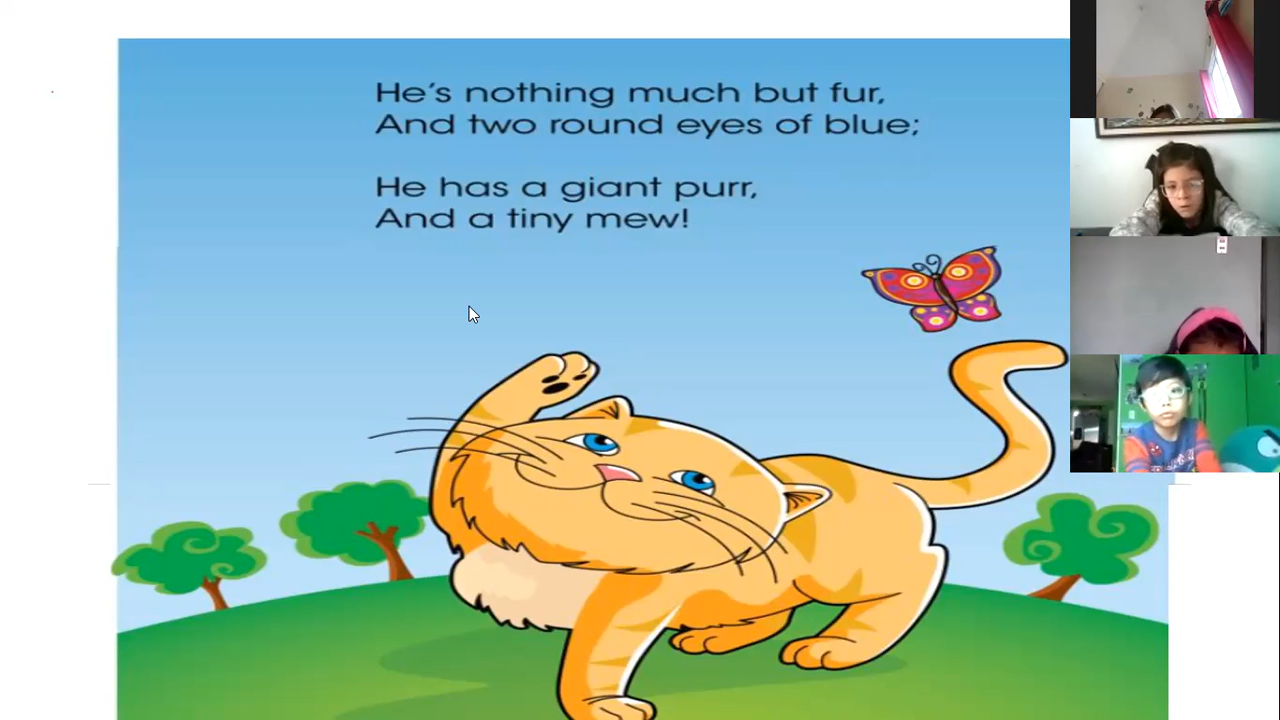 He's nothing much but fur,
And two round eyes of blue;
He has a giant purr,
And a tiny mew!